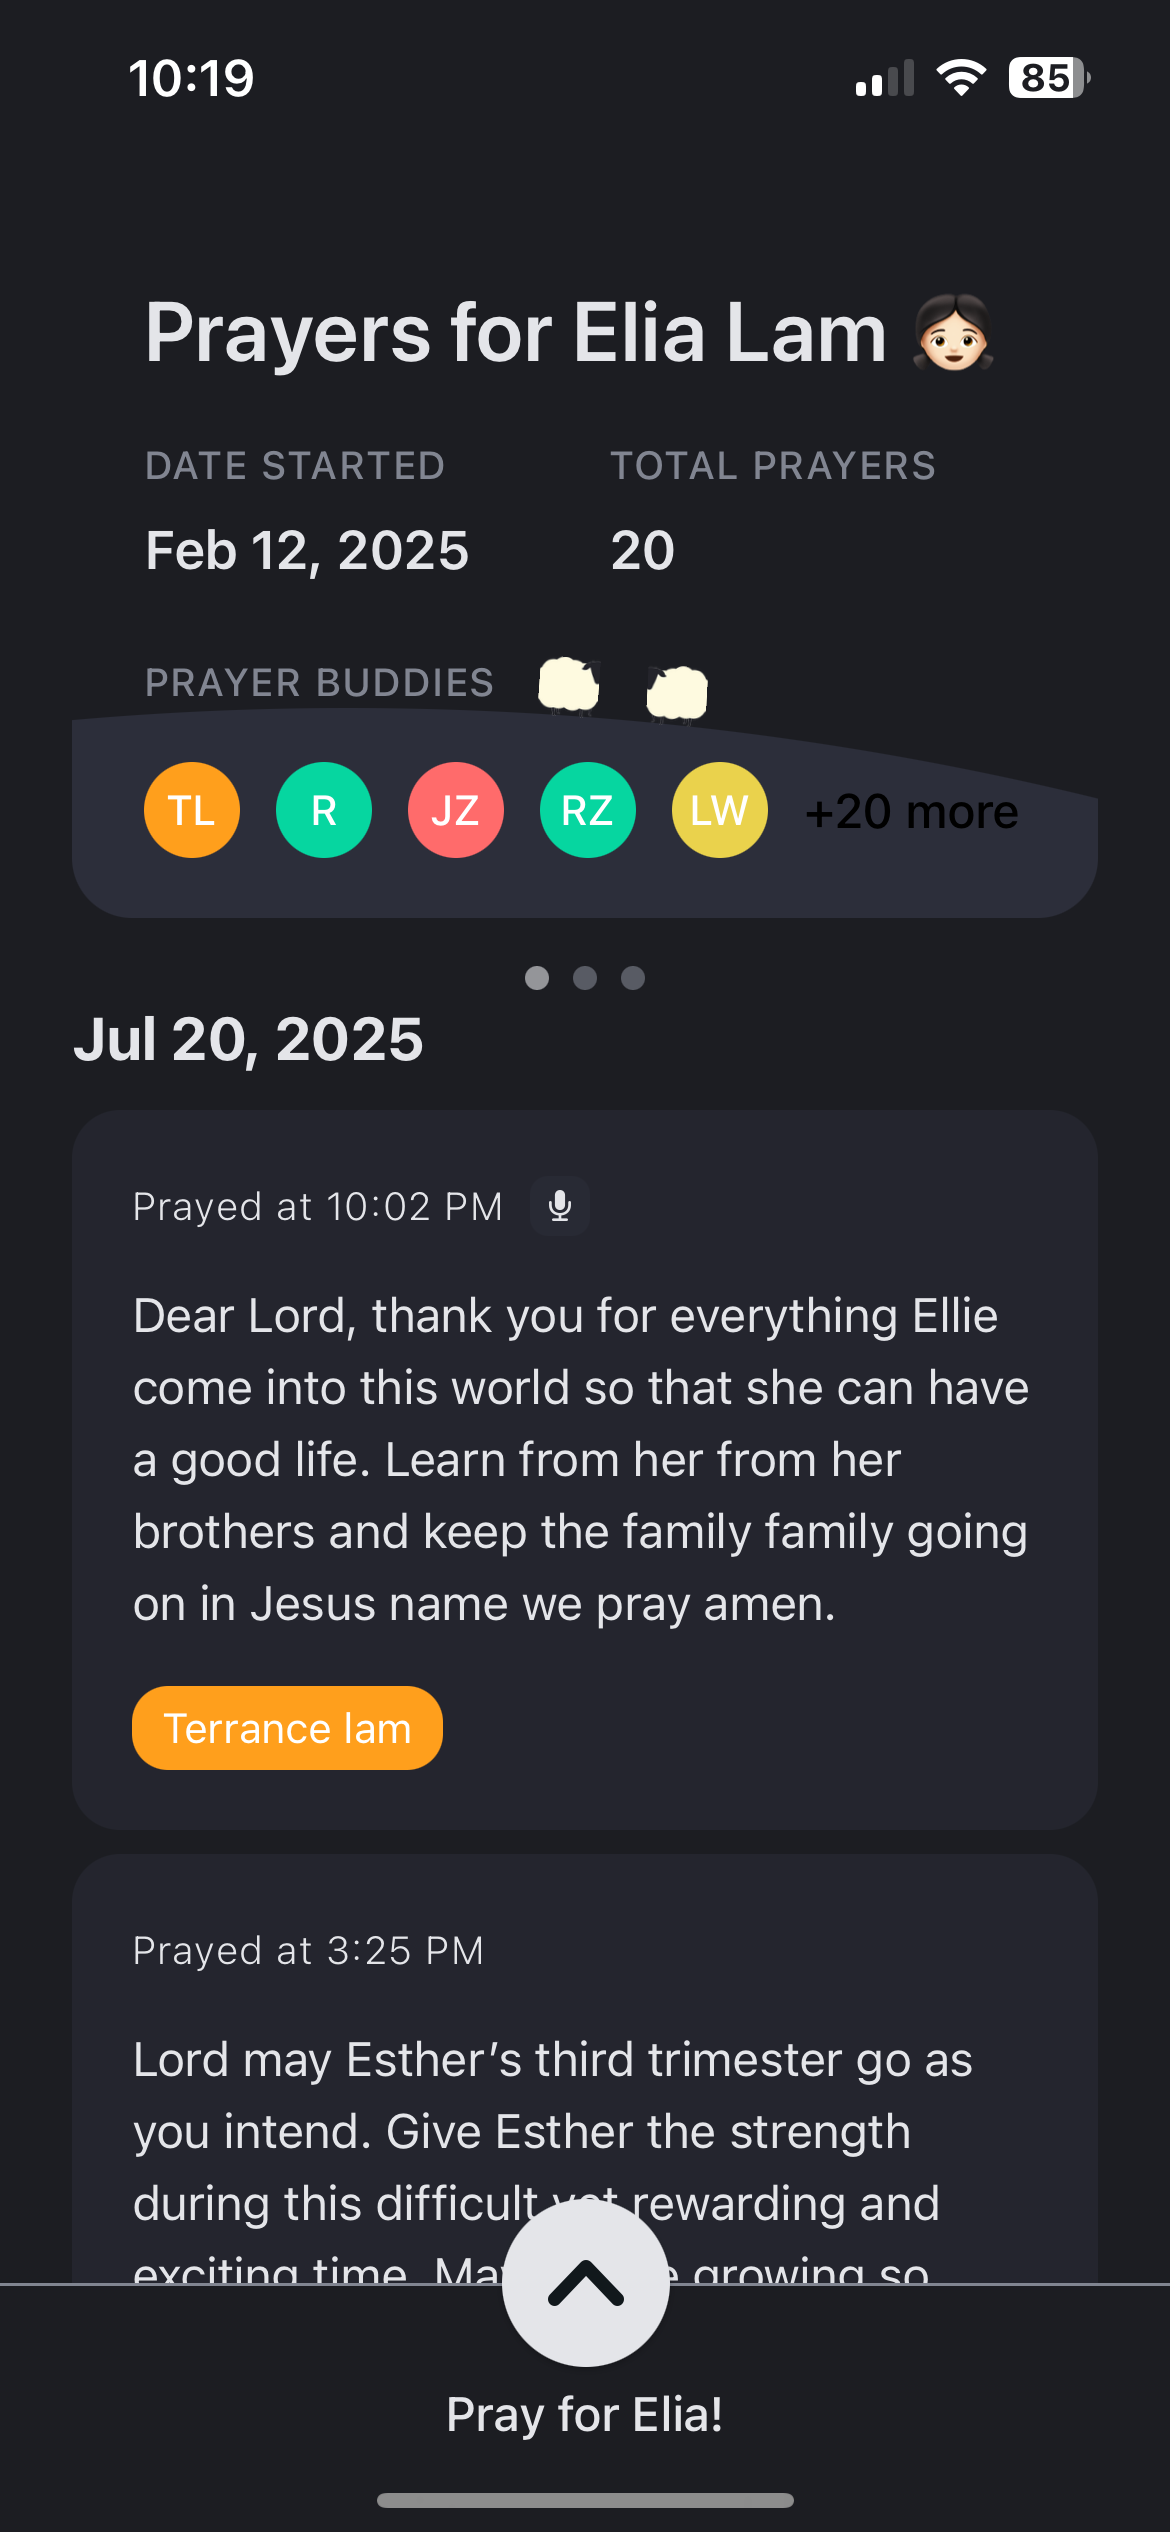 10:19
85
Prayers for Elia Lam
DATE STARTED
TOTAL PRAYERS
Feb 12, 2025
20
PRAYER BUDDIES
TL
R
JZ
RZ
LW
+20 more
Jul 20, 2025
Prayed at 10:02 PM
Dear Lord, thank you for everything Ellie
come into this world so that she can have
a good life. Learn from her from her
brothers and keep the family family going
on in Jesus name we pray amen.
Terrance lam
Prayed at 3:25 PM
Lord may Esther’s third trimester go as
you intend. Give Esther the strength
during this difficult yet rewarding and
exciting time. growing so
Pray for Elia!